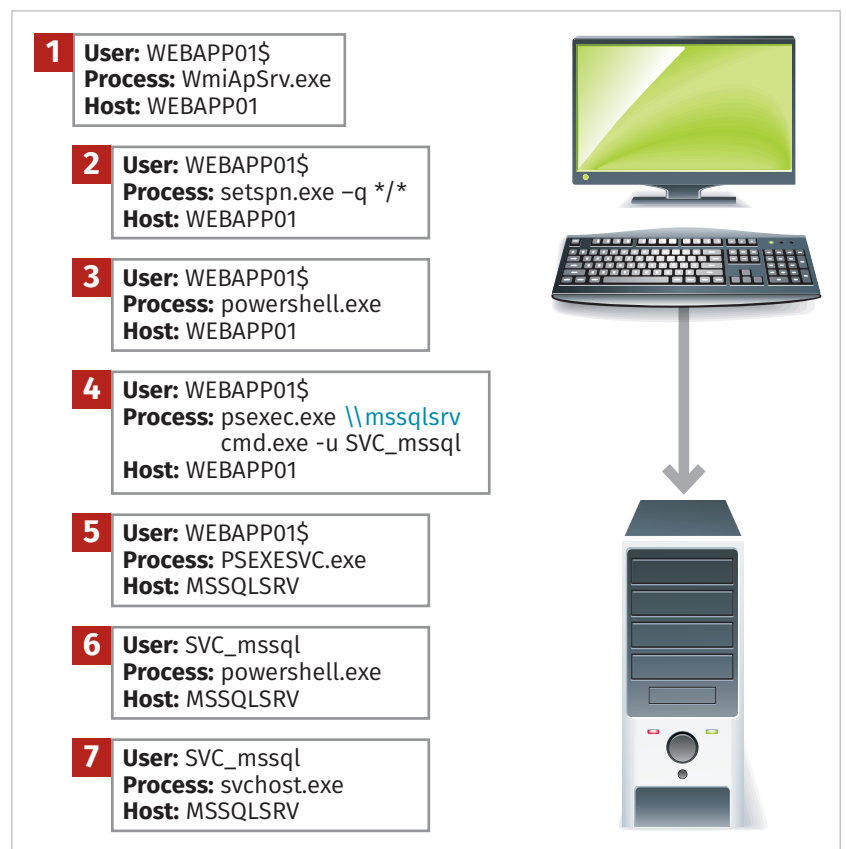 1
User: WEBAPP01$
Process: WmiApSrv.exe
Host: WEBAPP01
2
User: WEBAPP01$
Process: setspn.exe –q */*
Host: WEBAPP01
3
User: WEBAPP01$
Process: powershell.exe
Host: WEBAPP01
4
User: WEBAPP01$
Process: psexec.exe \\mssqlsrv
cmd.exe -u SVC_mssql
Host: WEBAPP01
5
User: WEBAPP01$
Process: PSEXESVC.exe
Host: MSSQLSRV
6
User: SVC_mssql
Process: powershell.exe
Host: MSSQLSRV
7
User: SVC_mssql
Process: svchost.exe
Host: MSSQLSRV